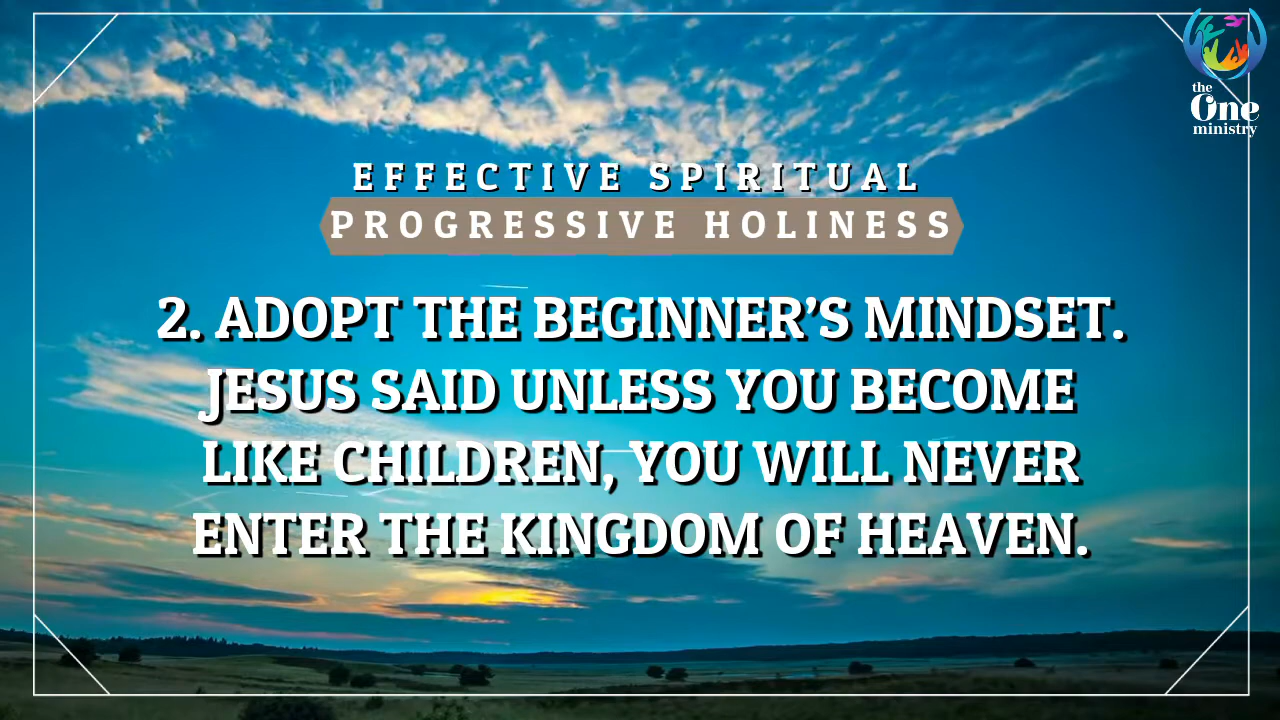 the
One
ministry
EFFECTIVE SPIRITUAL
PROGRESSIVE HOLINESS
2. ADOPT THE BEGINNER’S MINDSET.
JESUS SAID UNLESS YOU BECOME
LIKE CHILDREN, YOU WILL NEVER
ENTER THE KINGDOM OF HEAVEN.